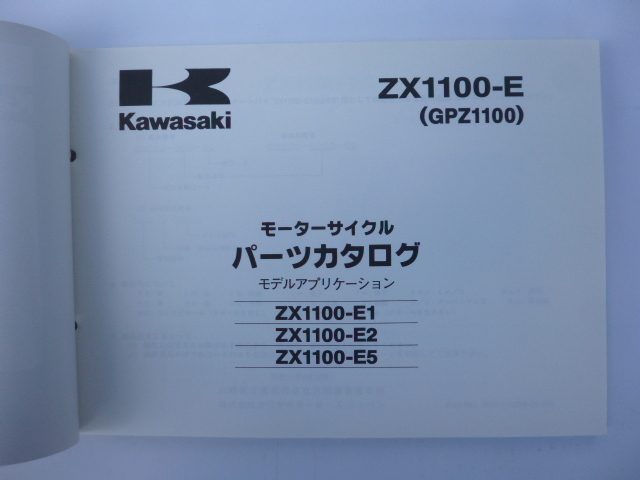 Kawasaki
ZX1100-E
(GPZ1100)
モーターサイクル
パーツカタログ
モデルアプリケーション
ZX1100-E1
ZX1100-E2
ZX1100-E5